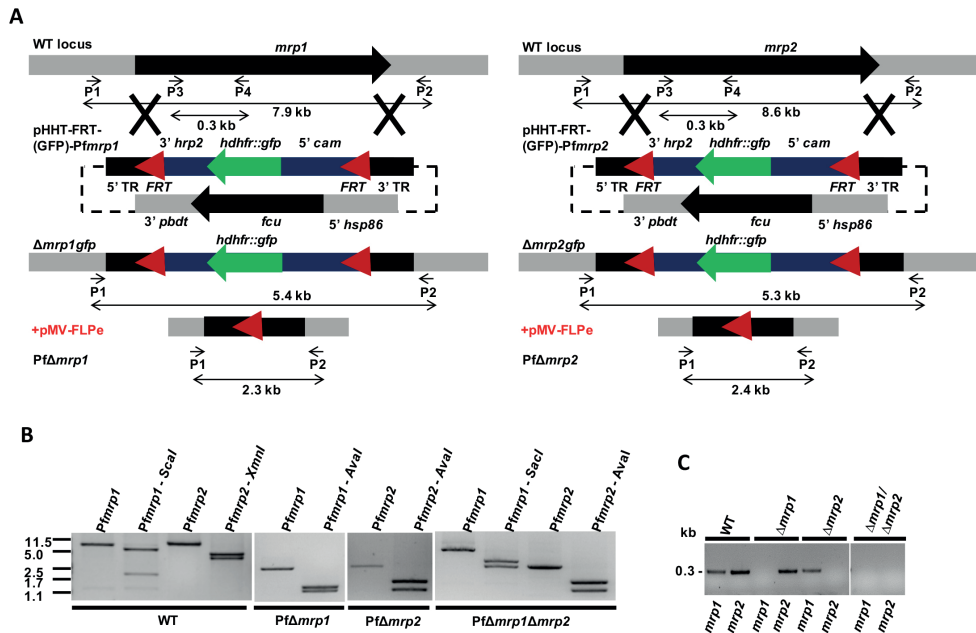 A
WT locus
mrp1
P1
P3
P4
P2
7.9 kb
0.3 kb
pHHT-FRT-
(GFP)-Pfmrp1
3’ hrp2
hdhfr::gfp
5’ cam
5’ TR
FRT
FRT
3’ TR
3’ pbdt
fcu
5’ hsp86
Δmrp1gfp
hdhfr::gfp
P1
P2
5.4 kb
+pMV-FLPe
PfΔmrp1
P1
P2
2.3 kb
WT locus
mrp2
P1
P3
P4
P2
8.6 kb
0.3 kb
pHHT-FRT-
(GFP)-Pfmrp2
3’ hrp2
hdhfr::gfp
5’ cam
5’ TR
FRT
FRT
3’ TR
3’ pbdt
fcu
5’ hsp86
Δmrp2gfp
hdhfr::gfp
P1
P2
5.3 kb
+pMV-FLPe
PfΔmrp2
P1
P2
2.4 kb
B
Pfmrp1
Pfmrp1 - ScaI
Pfmrp2
Pfmrp2 - XmnI
Pfmrp1
Pfmrp1 - AvaI
Pfmrp2
Pfmrp2 - AvaI
Pfmrp1
Pfmrp1 - SacI
Pfmrp2
Pfmrp2 - AvaI
11.5
5.0
2.5
1.7
1.1
WT
PfΔmrp1
PfΔmrp2
PfΔmrp1Δmrp2
C
kb
WT
Δmrp1
Δmrp2
Δmrp1/
Δmrp2
0.3 -
mrp1
mrp2
mrp1
mrp2
mrp1
mrp2
mrp1
mrp2